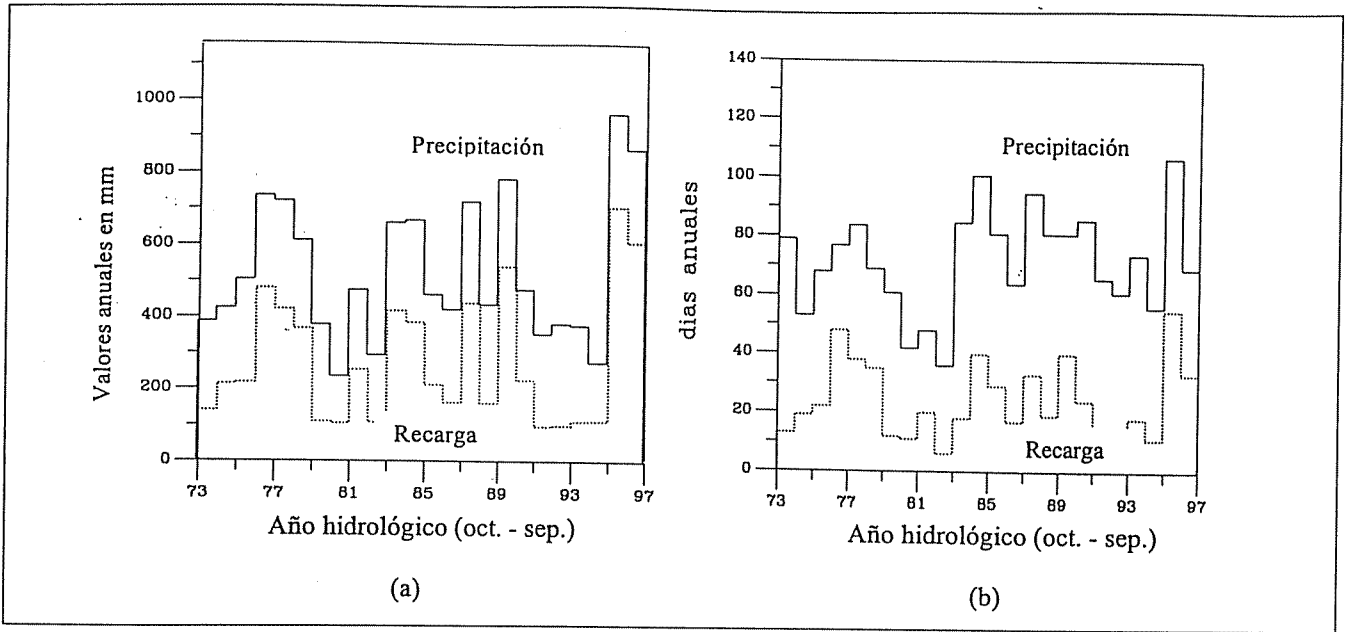 Valores anuales en mm
1000
800
600
400
200
0
Precipitación
Recarga
73 77 81 85 89 93 97
Año hidrológico (oct. - sep.)
(a)
dias anuales
140
120
100
80
60
40
20
0
Precipitación
Recarga
73 77 81 85 89 93 97
Año hidrológico (oct. - sep.)
(b)